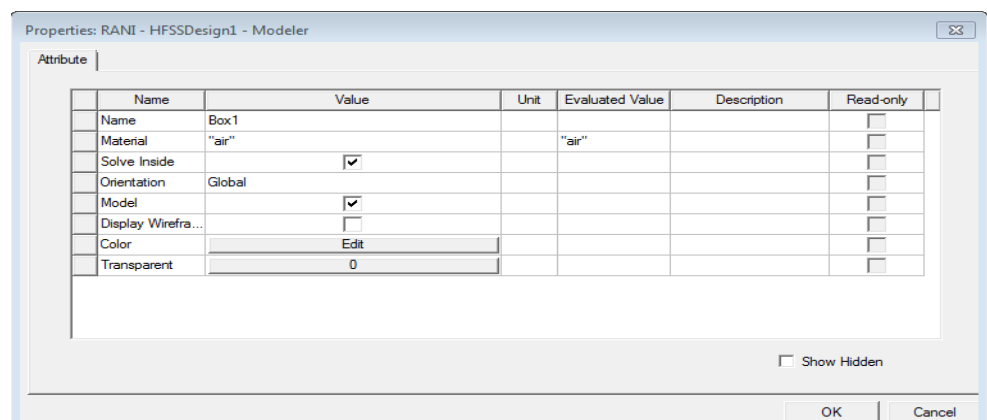 Properties: RANI - HFSSDesign1 - Modeler
Attribute
Name Value Unit Evaluated Value Description Read-only
Name Box1
Material "air" "air"
Solve Inside
Orientation Global
Model
Display Wirefra...
Color Edit
Transparent 0
Show Hidden
OK Cancel